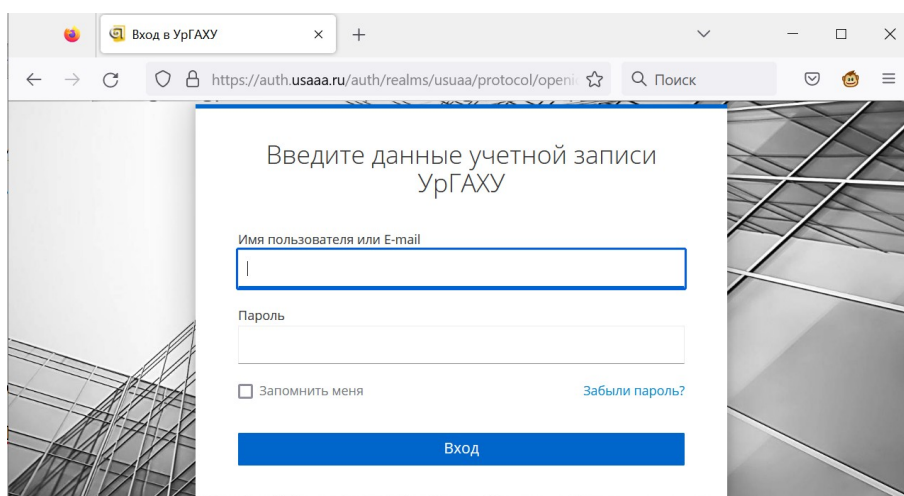 Вход в УрГАХУ
https://auth.usaaa.ru/auth/realms/usuaa/protocol/openi
Поиск
Введите данные учетной записи
УрГАХУ
Имя пользователя или E-mail
Пароль
Запомнить меня
Забыли пароль?
Вход